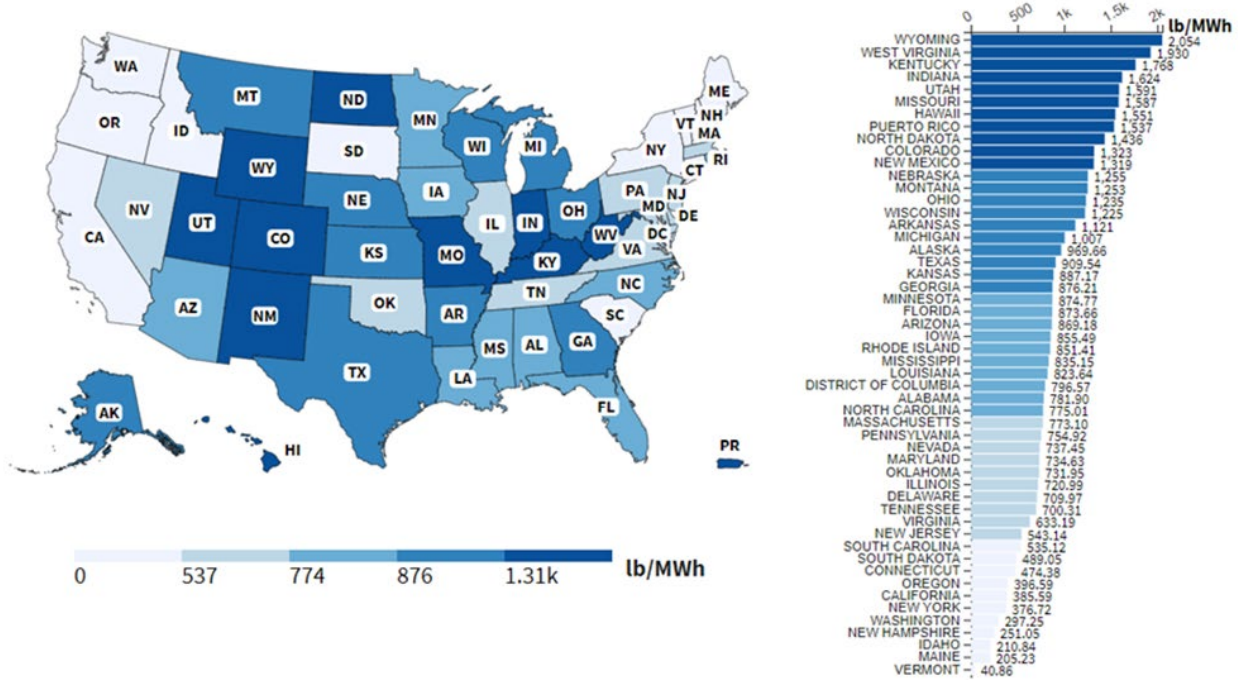 WA
MT
ND
MN
ME
OR
ID
SD
WI
MI
VT
NH
NY
MA
RI
CT
WY
NE
IA
PA
NJ
NV
UT
CO
IL
IN
OH
MD
DE
CA
KS
MO
WV
DC
VA
KY
AZ
NM
OK
TN
NC
AR
SC
MS
AL
GA
TX
LA
FL
AK
HI
PR
0 537 774 876 1.31k lb/MWh
0 500 1k 1.5k 2k lb/MWh
WYOMING 2,054
WEST VIRGINIA 1,930
KENTUCKY 1,768
INDIANA 1,624
UTAH 1,591
MISSOURI 1,587
HAWAII 1,551
PUERTO RICO 1,537
NORTH DAKOTA 1,436
COLORADO 1,323
NEW MEXICO 1,319
NEBRASKA 1,255
MONTANA 1,253
OHIO 1,235
WISCONSIN 1,225
ARKANSAS 1,121
MICHIGAN 1,007
ALASKA 969.66
TEXAS 909.54
KANSAS 887.17
GEORGIA 876.21
MINNESOTA 874.77
FLORIDA 873.66
ARIZONA 869.18
IOWA 855.49
RHODE ISLAND 851.41
MISSISSIPPI 835.15
LOUISIANA 823.64
DISTRICT OF COLUMBIA 796.57
ALABAMA 781.90
NORTH CAROLINA 775.01
MASSACHUSETTS 773.10
PENNSYLVANIA 754.92
NEVADA 737.45
MARYLAND 734.63
OKLAHOMA 731.95
ILLINOIS 720.99
DELAWARE 709.97
TENNESSEE 700.31
VIRGINIA 633.19
NEW JERSEY 543.14
SOUTH CAROLINA 535.12
SOUTH DAKOTA 489.05
CONNECTICUT 474.38
OREGON 396.59
CALIFORNIA 385.59
NEW YORK 376.72
WASHINGTON 297.25
NEW HAMPSHIRE 251.05
IDAHO 210.84
MAINE 205.23
VERMONT 40.86